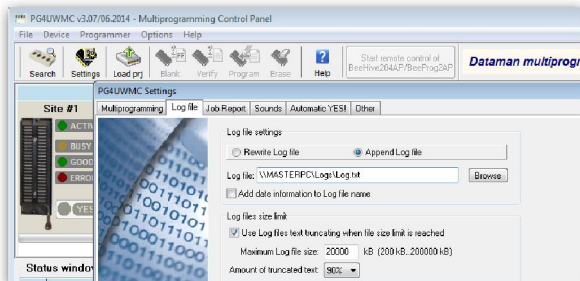 PG4UWMC v3.07/06.2014 - Multiprogramming Control Panel
File Device Programmer Options Help
Search Settings Load prj Blank Verify Program Erase Help
Start remote control of
BeeHive204AP/BeeProg2AP
Dataman multiprogr
PG4UWMC Settings
Multiprogramming Log file Job Report Sounds Automatic YES! Other
Site #1
ACTIV
BUSY
GOOD
ERRO
YES
Log file settings
Rewrite Log file
Append Log file
Log file: \\MASTERPC\Logs\Log.txt
Browse
Add date information to Log file name
Log files size limit
Use Log files text truncating when file size limit is reached
Maximum Log file size: 20000 kB (200 kB..200000 kB)
Amount of truncated text: 90%
Status window